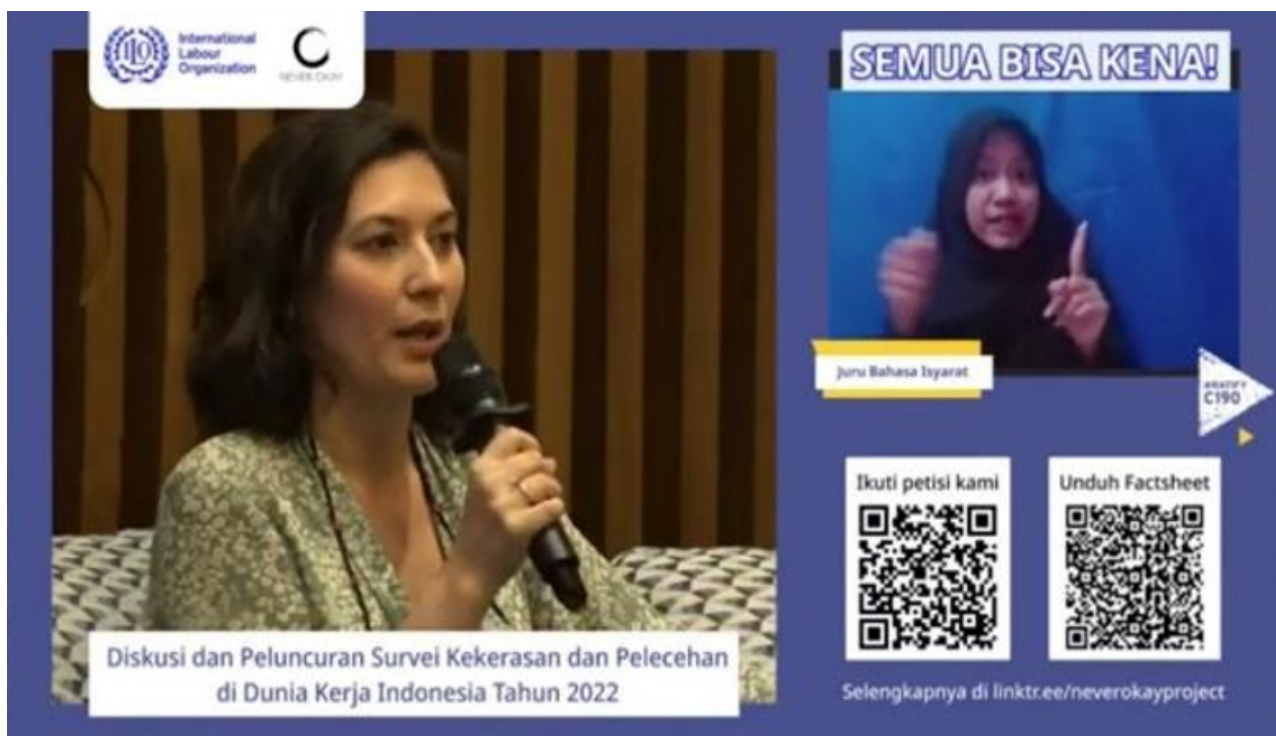 International
Labour
Organization
NEVER OKAY
SEMUA BISA KENA!
Juru Bahasa Isyarat
#RATIFY
C190
Ikuti petisi kami
Unduh Factsheet
Diskusi dan Peluncuran Survei Kekerasan dan Pelecehan
di Dunia Kerja Indonesia Tahun 2022
Selengkapnya di linktr.ee/neverokayproject